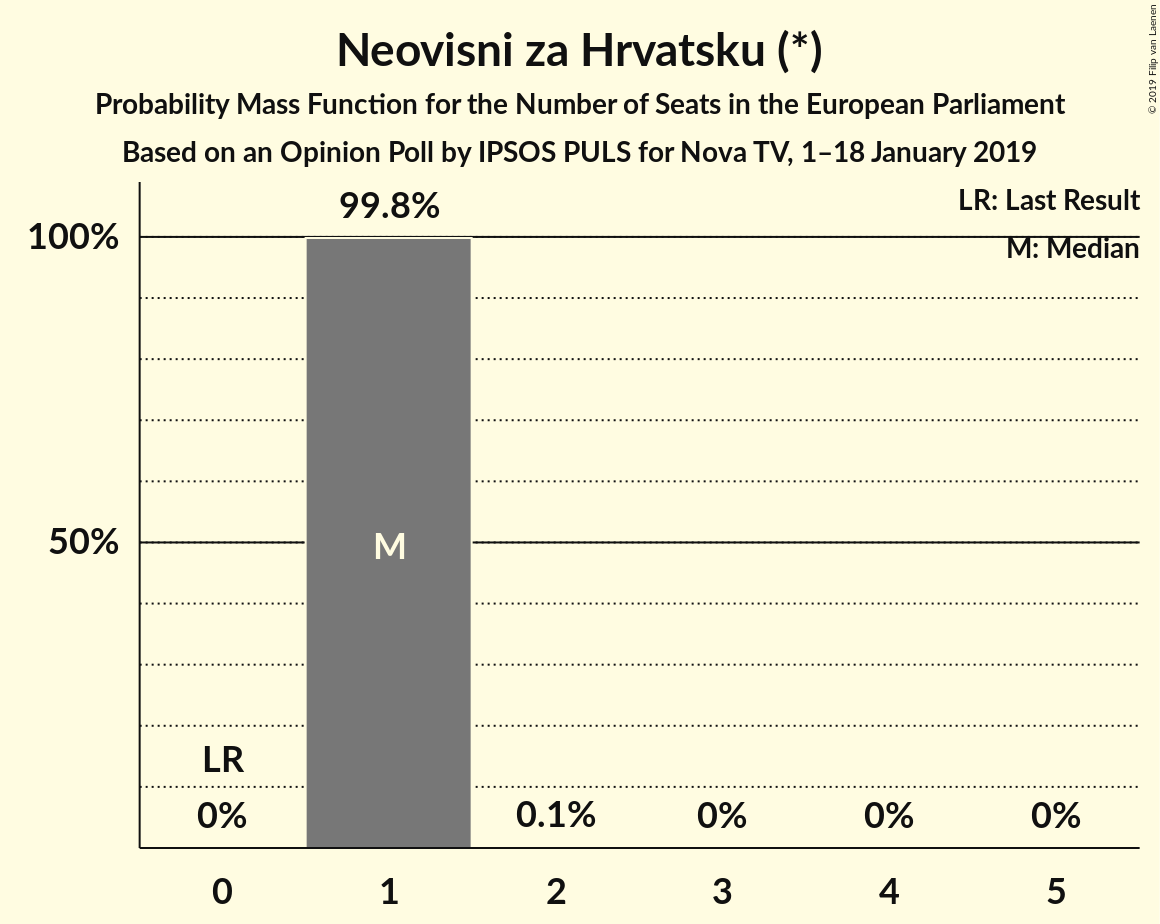 Neovisni za Hrvatsku (*)
Probability Mass Function for the Number of Seats in the European Parliament
Based on an Opinion Poll by IPSOS PULS for Nova TV, 1–18 January 2019
© 2019 Filip van Laenen
LR: Last Result
M: Median
99.8%
100%
50%
M
LR
0%
0.1%
0%
0%
0%
0 1 2 3 4 5